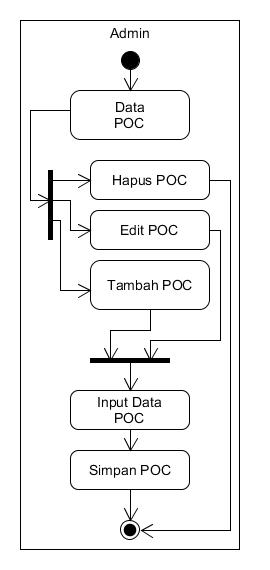 Admin
Data
POC
Hapus POC
Edit POC
Tambah POC
Input Data
POC
Simpan POC